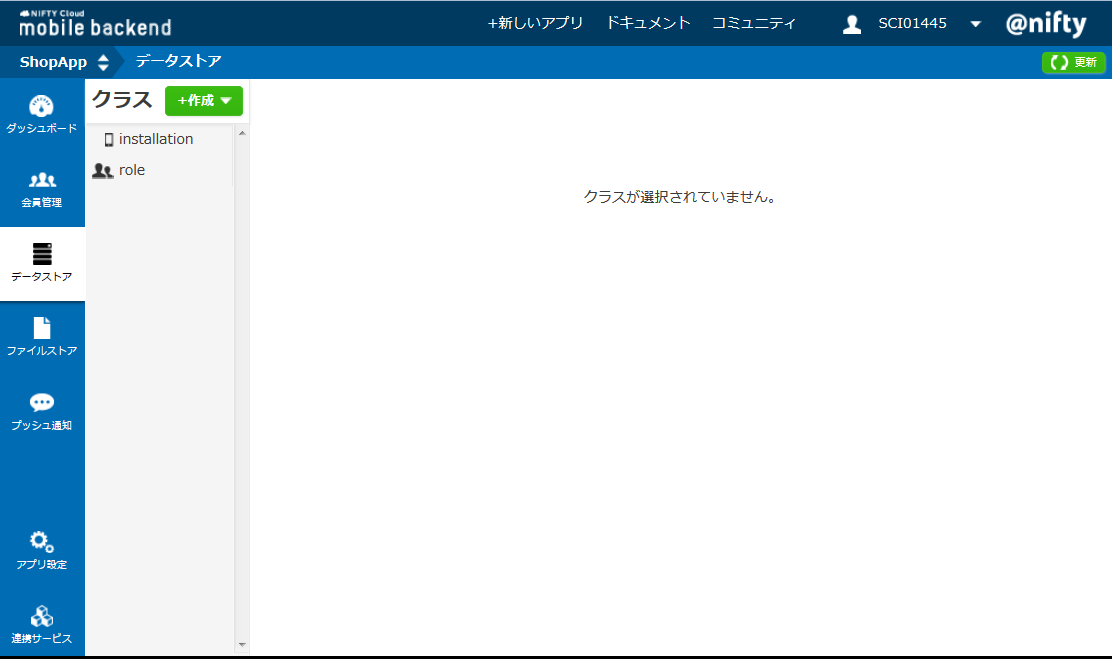 NIFTY Cloud
mobile backend
+新しいアプリ ドキュメント コミュニティ SCI01445 @nifty
ShopApp データストア 更新
ダッシュボード
会員管理
データストア
ファイルストア
プッシュ通知
アプリ設定
連携サービス
クラス +作成
installation
role
クラスが選択されていません。